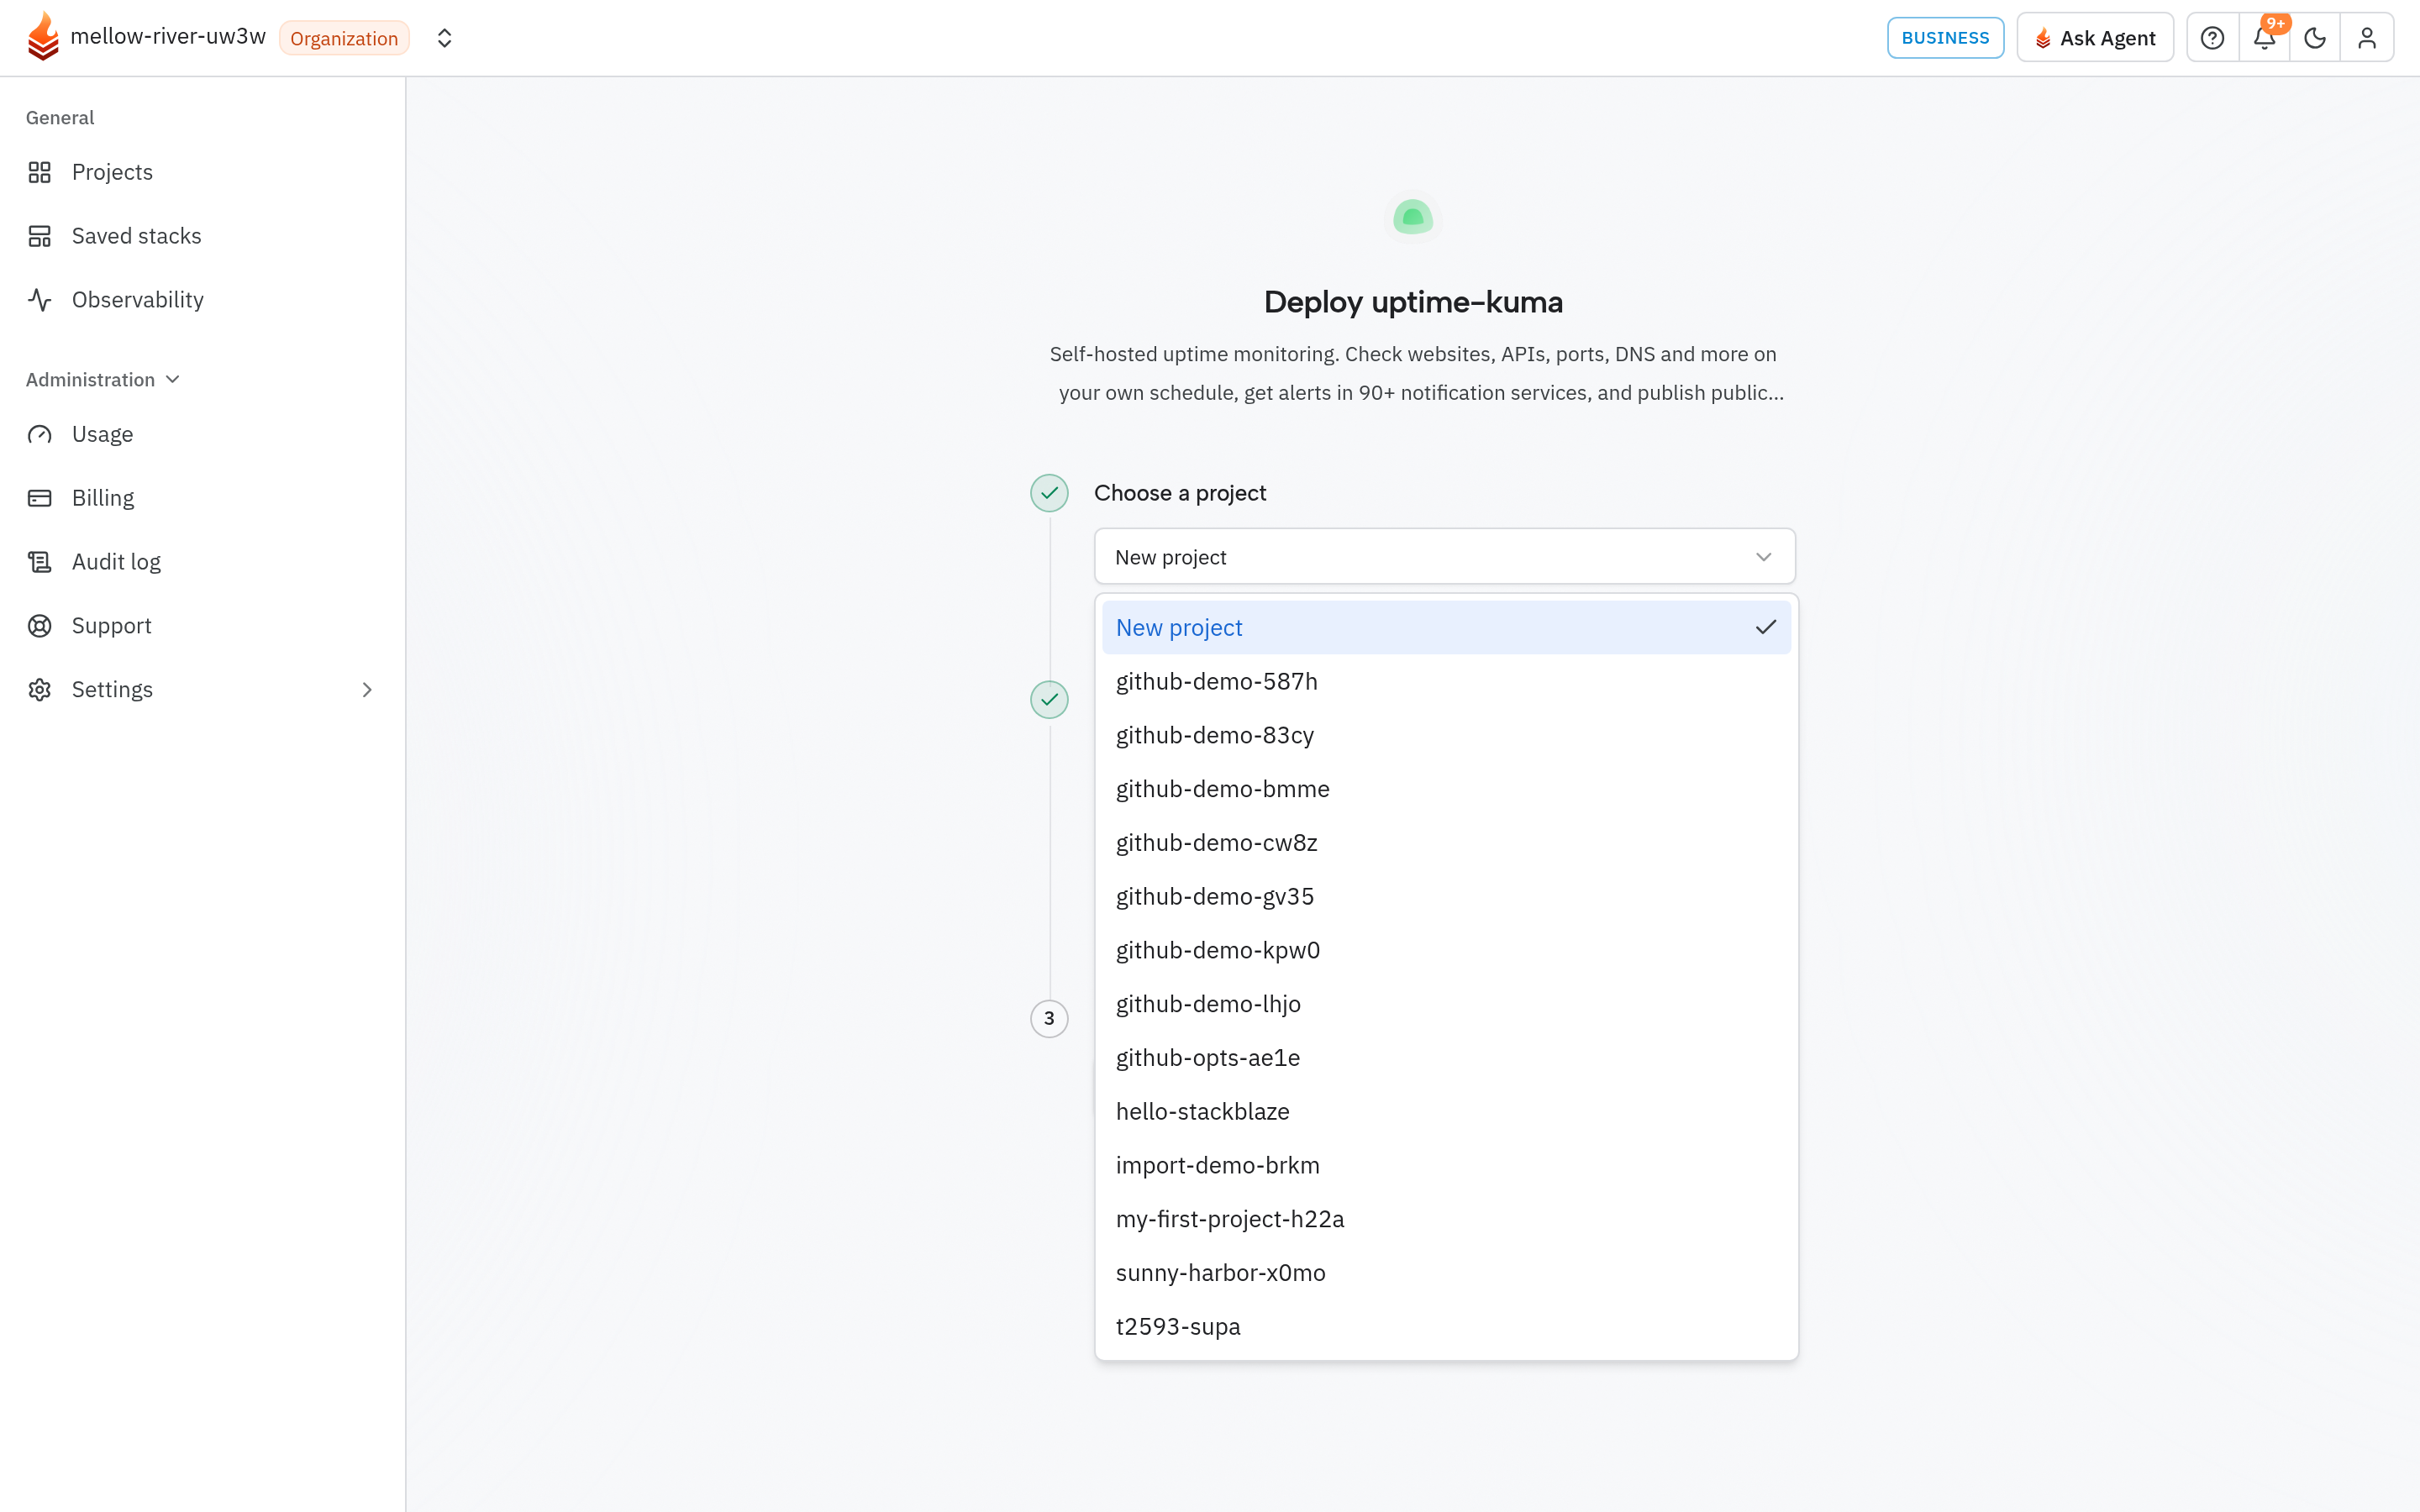 mellow-river-uw3w
Organization
BUSINESS
Ask Agent
9+
General
Projects
Saved stacks
Observability
Administration
Usage
Billing
Audit log
Support
Settings
Deploy uptime-kuma
Self-hosted uptime monitoring. Check websites, APIs, ports, DNS and more on
your own schedule, get alerts in 90+ notification services, and publish public...
Choose a project
New project
New project
github-demo-587h
github-demo-83cy
github-demo-bmme
github-demo-cw8z
github-demo-gv35
github-demo-kpw0
github-demo-lhjo
3
github-opts-ae1e
hello-stackblaze
import-demo-brkm
my-first-project-h22a
sunny-harbor-x0mo
t2593-supa